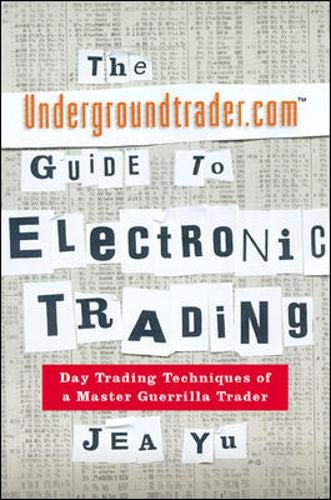 The
Undergroundtrader.com™
Guide To
Electronic
Trading
Day Trading Techniques of
a Master Guerrilla Trader
Jea Yu